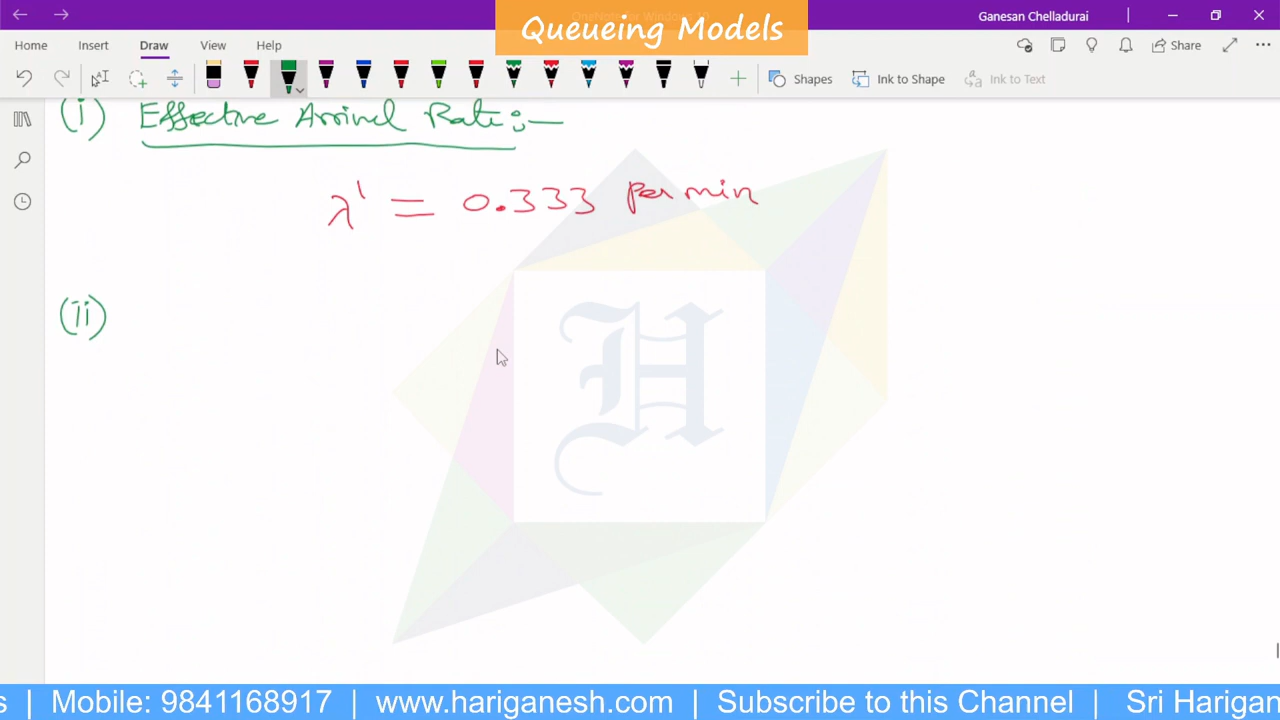 Queueing Models
Ganesan Chelladurai
Home Insert Draw View Help
Share
Shapes
Ink to Shape
Ink to Text
(i) Effective Arrival Rate:—
λ' = 0.333 per min
(ii)
H
s | Mobile: 9841168917 | www.hariganesh.com | Subscribe to this Channel | Sri Harigan